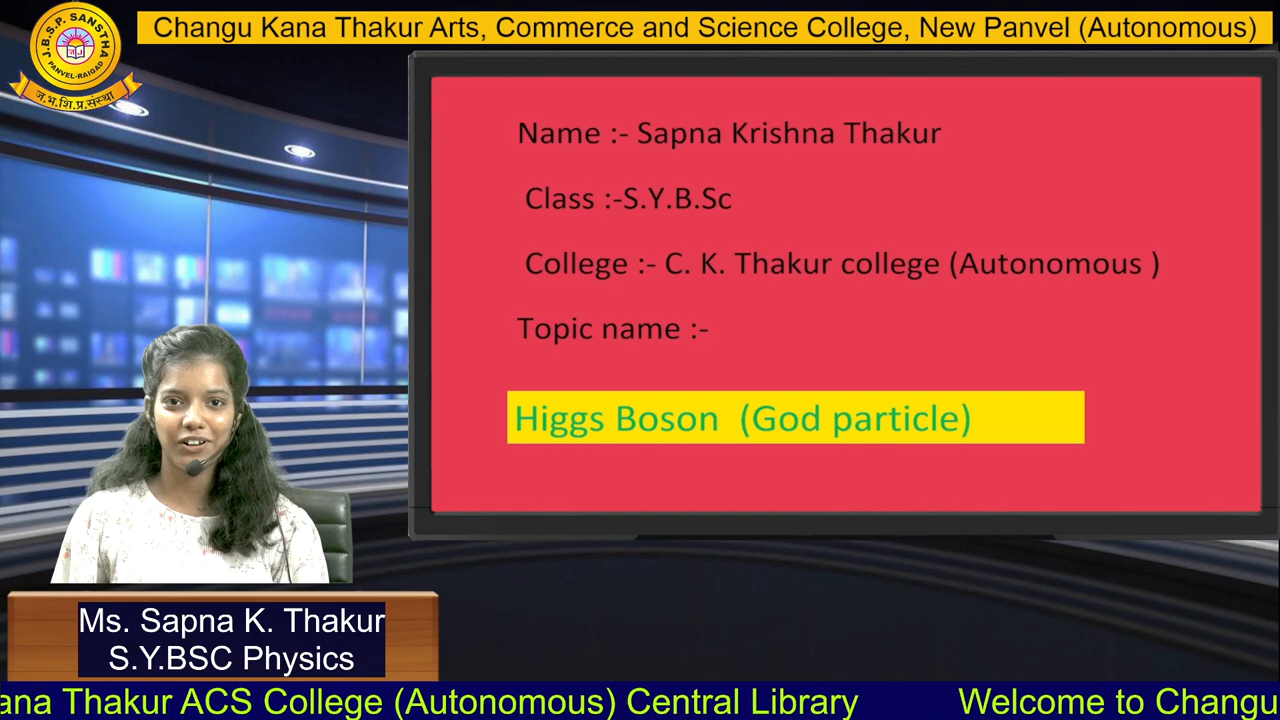 J.B.S.P. SANSTHA
PANVEL-RAIGAD
ज.भ.शि.प्र.संस्था
Changu Kana Thakur Arts, Commerce and Science College, New Panvel (Autonomous)
Name :- Sapna Krishna Thakur
Class :-S.Y.B.Sc
College :- C. K. Thakur college (Autonomous )
Topic name :-
Higgs Boson (God particle)
Ms. Sapna K. Thakur
S.Y.BSC Physics
ana Thakur ACS College (Autonomous) Central Library Welcome to Changu